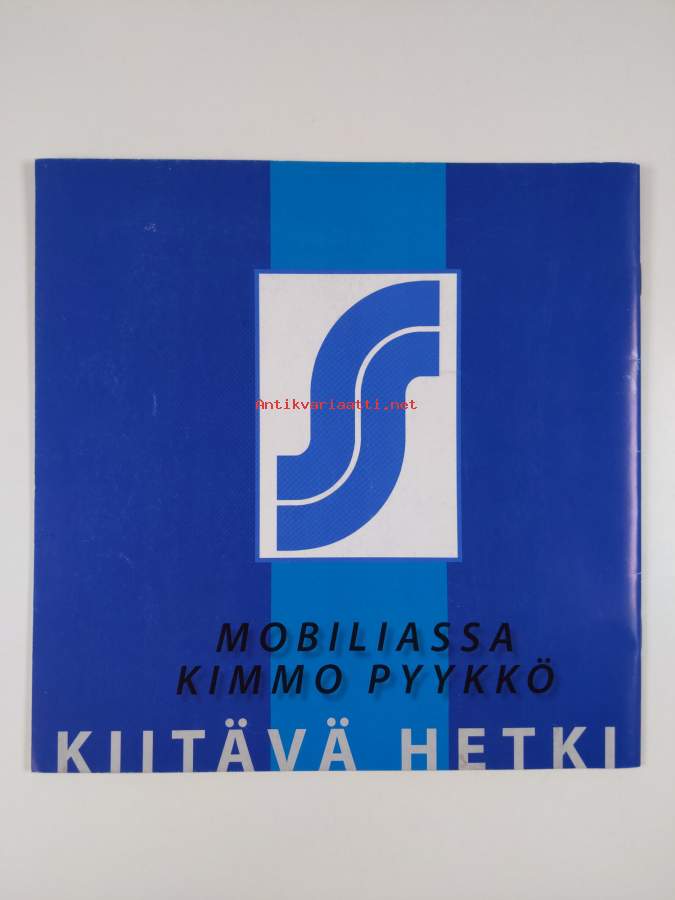 Antikvariaatti.net
MOBILIASSA
KIMMO PYYKKÖ
KIITÄVÄ HETKI